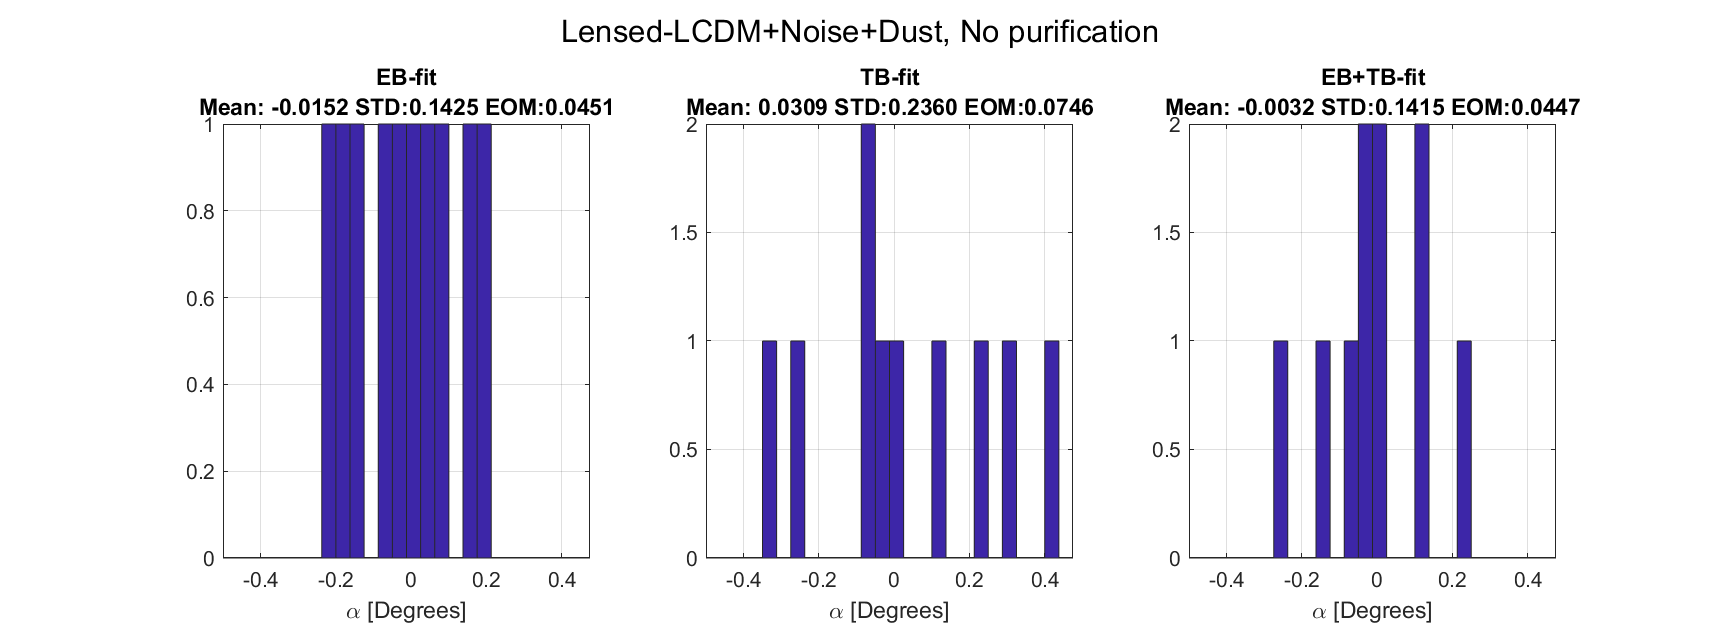 Lensed-LCDM+Noise+Dust, No purification
EB-fit
Mean: -0.0152 STD:0.1425 EOM:0.0451
1
0.8
0.6
0.4
0.2
0
-0.4 -0.2 0 0.2 0.4
α [Degrees]
TB-fit
Mean: 0.0309 STD:0.2360 EOM:0.0746
2
1.5
1
0.5
0
-0.4 -0.2 0 0.2 0.4
α [Degrees]
EB+TB-fit
Mean: -0.0032 STD:0.1415 EOM:0.0447
2
1.5
1
0.5
0
-0.4 -0.2 0 0.2 0.4
α [Degrees]